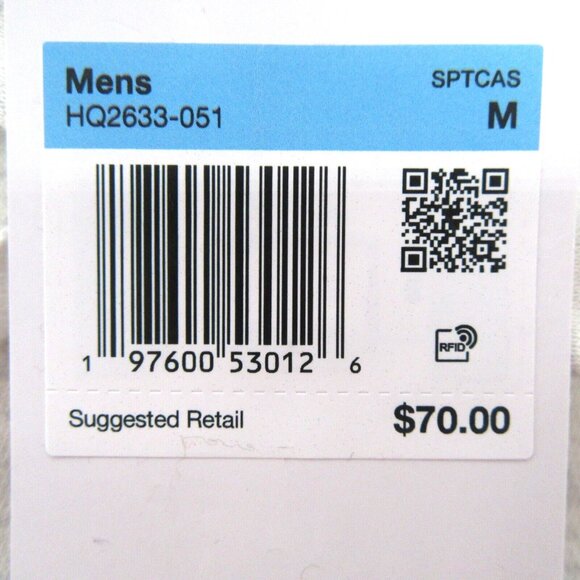 Mens
SPTCAS
HQ2633-051
M
1 97600 53012 6
RFID
Suggested Retail
$70.00